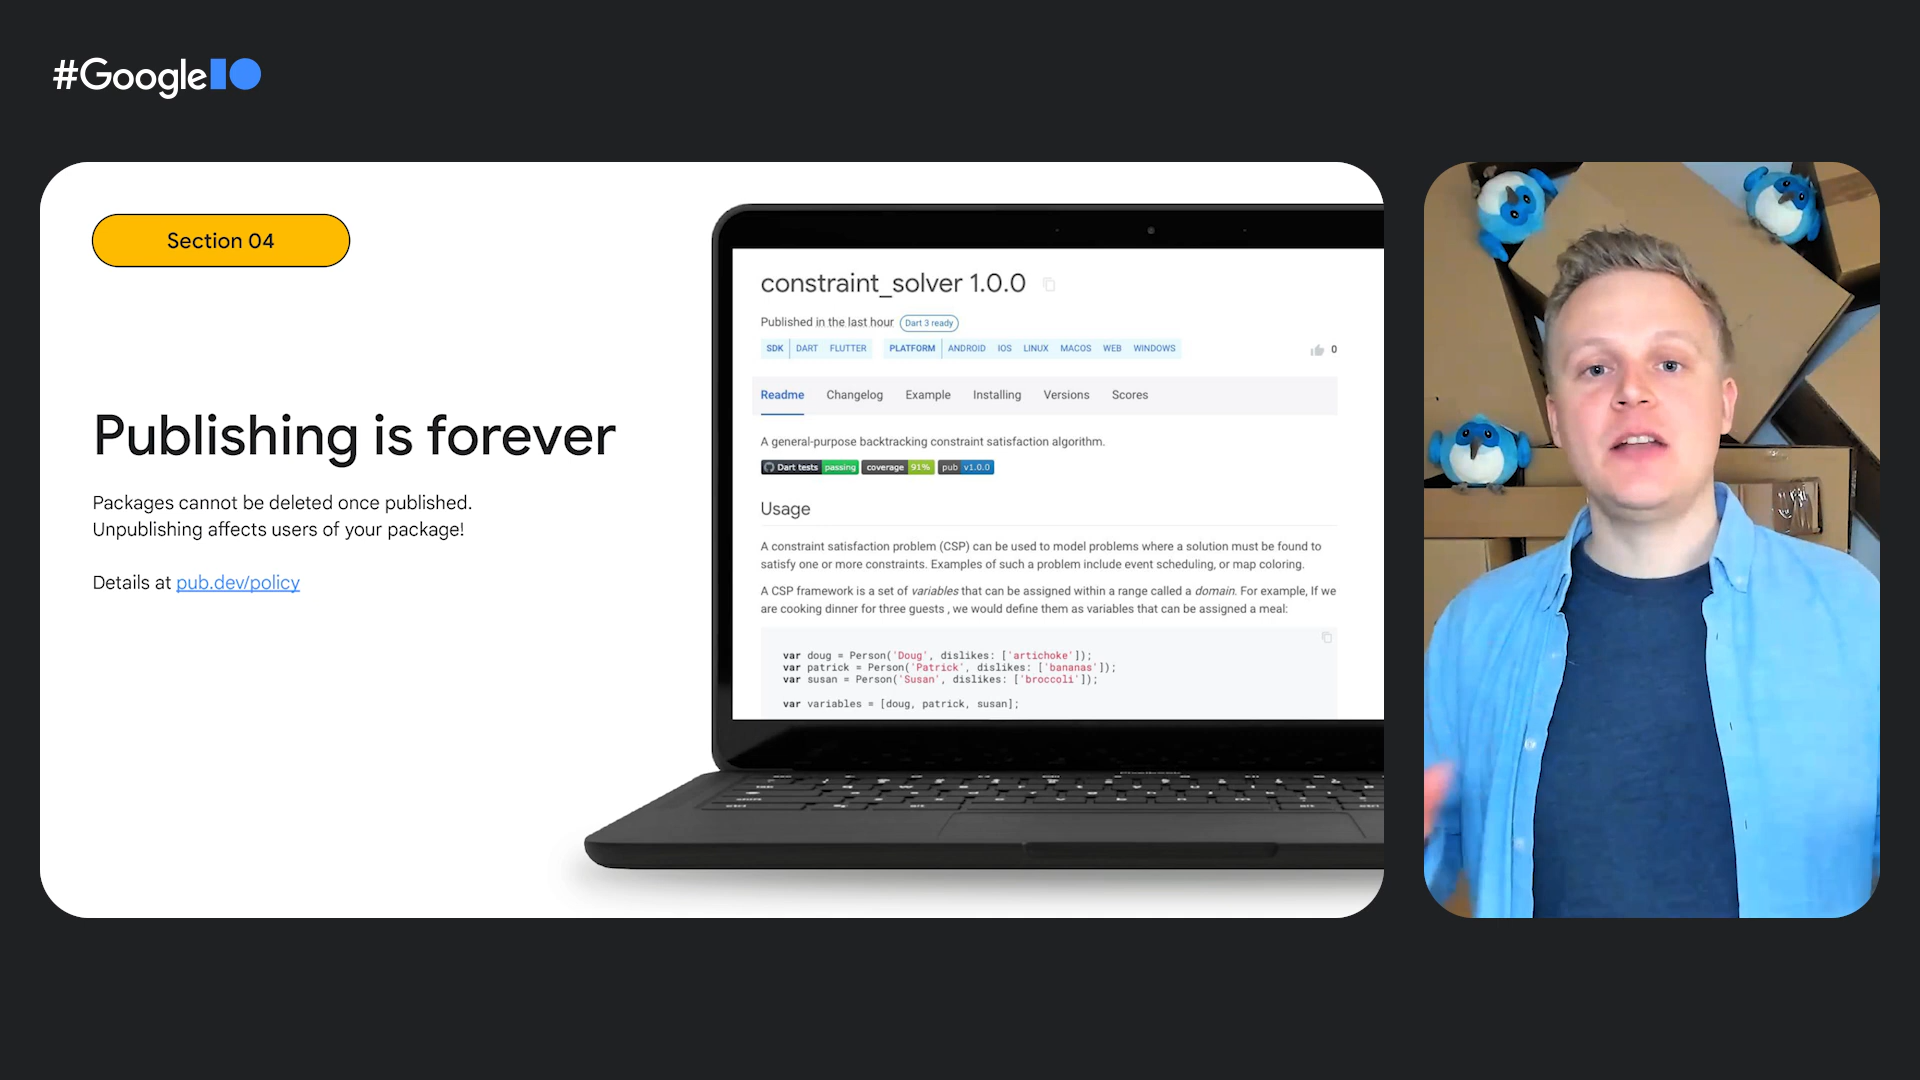 #GoogleIO
Section 04
Publishing is forever
Packages cannot be deleted once published.
Unpublishing affects users of your package!
Details at pub.dev/policy
constraint_solver 1.0.0
Published in the last hour Dart 3 ready
SDK DART FLUTTER PLATFORM ANDROID IOS LINUX MACOS WEB WINDOWS
0
Readme Changelog Example Installing Versions Scores
A general-purpose backtracking constraint satisfaction algorithm.
Dart tests passing coverage 91% pub v1.0.0
Usage
A constraint satisfaction problem (CSP) can be used to model problems where a solution must be found to
satisfy one or more constraints. Examples of such a problem include event scheduling, or map coloring.
A CSP framework is a set of variables that can be assigned within a range called a domain. For example, If we
are cooking dinner for three guests , we would define them as variables that can be assigned a meal:
var doug = Person('Doug', dislikes: ['artichoke']);
var patrick = Person('Patrick', dislikes: ['bananas']);
var susan = Person('Susan', dislikes: ['broccoli']);
var variables = [doug, patrick, susan];